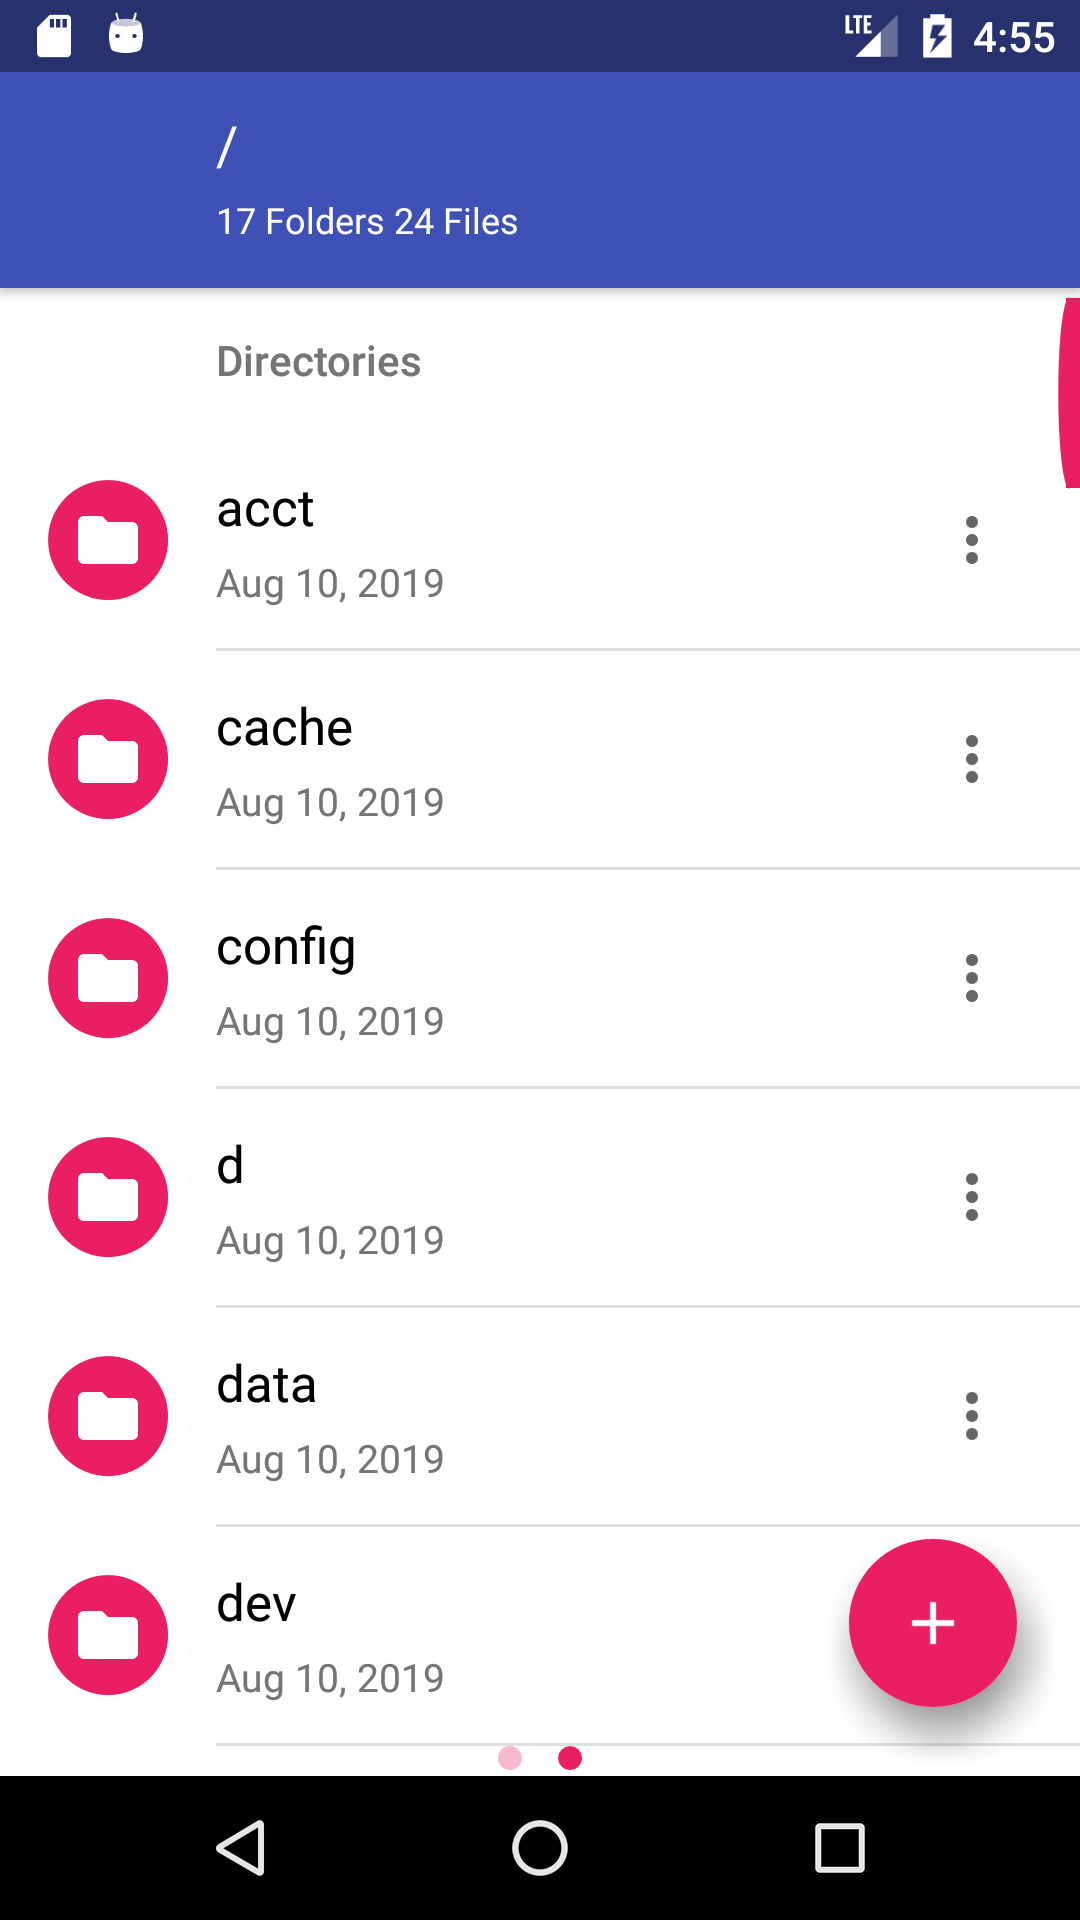 LTE 4:55
/
17 Folders 24 Files
Directories
acct
Aug 10, 2019
cache
Aug 10, 2019
config
Aug 10, 2019
d
Aug 10, 2019
data
Aug 10, 2019
dev
Aug 10, 2019